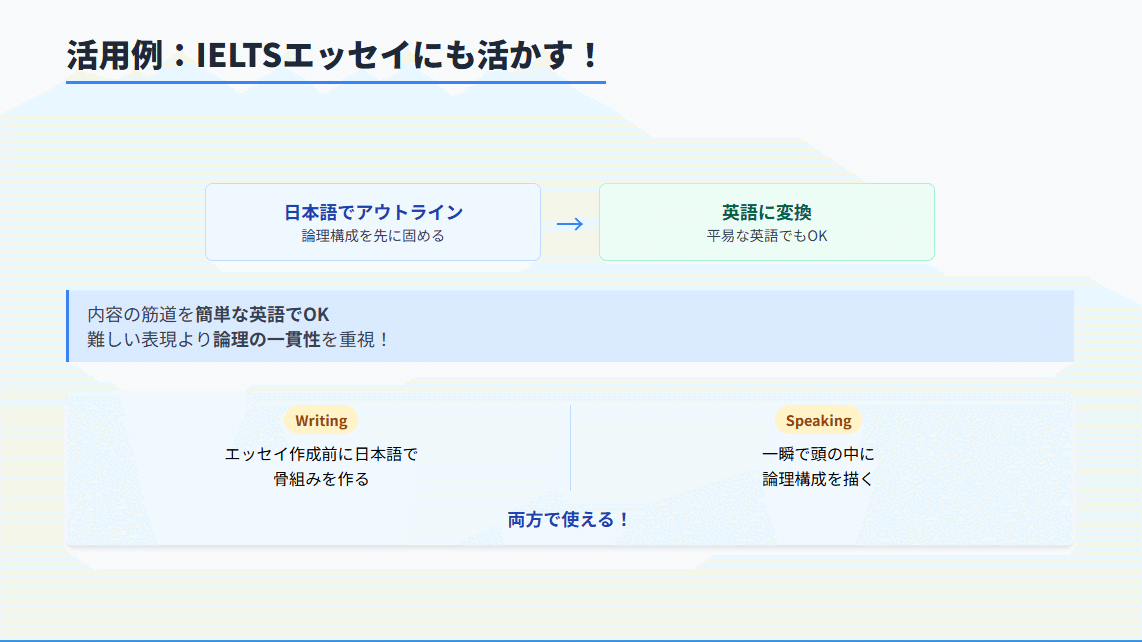 活用例：IELTSエッセイにも活かす！
日本語でアウトライン
論理構成を先に固める
→
英語に変換
平易な英語でもOK
内容の筋道を簡単な英語でOK
難しい表現より論理の一貫性を重視！
Writing
エッセイ作成前に日本語で
骨組みを作る
Speaking
一瞬で頭の中に
論理構成を描く
両方で使える！